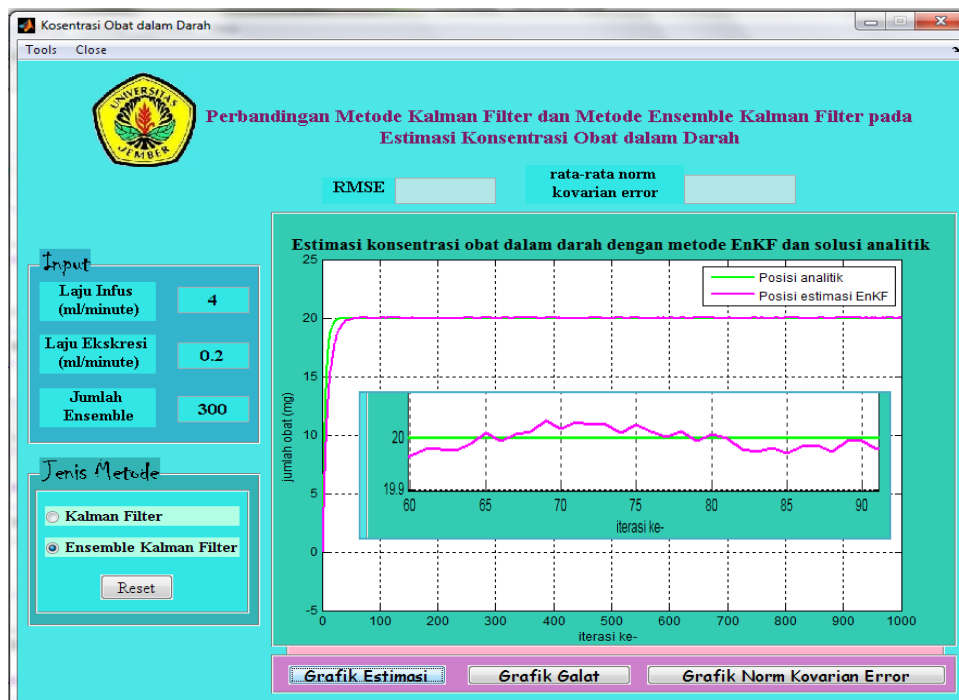 Kosentrasi Obat dalam Darah
Tools Close
UNIVERSITAS
JEMBER
Perbandingan Metode Kalman Filter dan Metode Ensemble Kalman Filter pada
Estimasi Konsentrasi Obat dalam Darah
RMSE
rata-rata norm
kovarian error
Input
Laju Infus
(ml/minute)
4
Laju Ekskresi
(ml/minute)
0.2
Jumlah
Ensemble
300
Jenis Metode
Kalman Filter
Ensemble Kalman Filter
Reset
Estimasi konsentrasi obat dalam darah dengan metode EnKF dan solusi analitik
Posisi analitik
Posisi estimasi EnKF
jumlah obat (mg)
25
20
15
10
5
0
-5
0 100 200 300 400 500 600 700 800 900 1000
iterasi ke-
20
19.9
60 65 70 75 80 85 90
iterasi ke-
Grafik Estimasi
Grafik Galat
Grafik Norm Kovarian Error